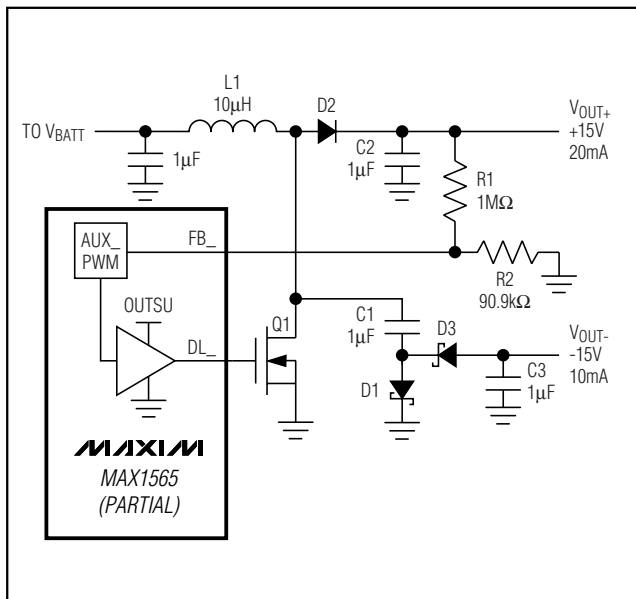 L1
10µH
D2
TO VBATT
1µF
C2
1µF
VOUT+
+15V
20mA
R1
1MΩ
AUX_
PWM
FB_
R2
90.9kΩ
OUTSU
DL_
Q1
C1
1µF
D3
D1
VOUT-
-15V
10mA
C3
1µF
MAXIM
MAX1565
(PARTIAL)